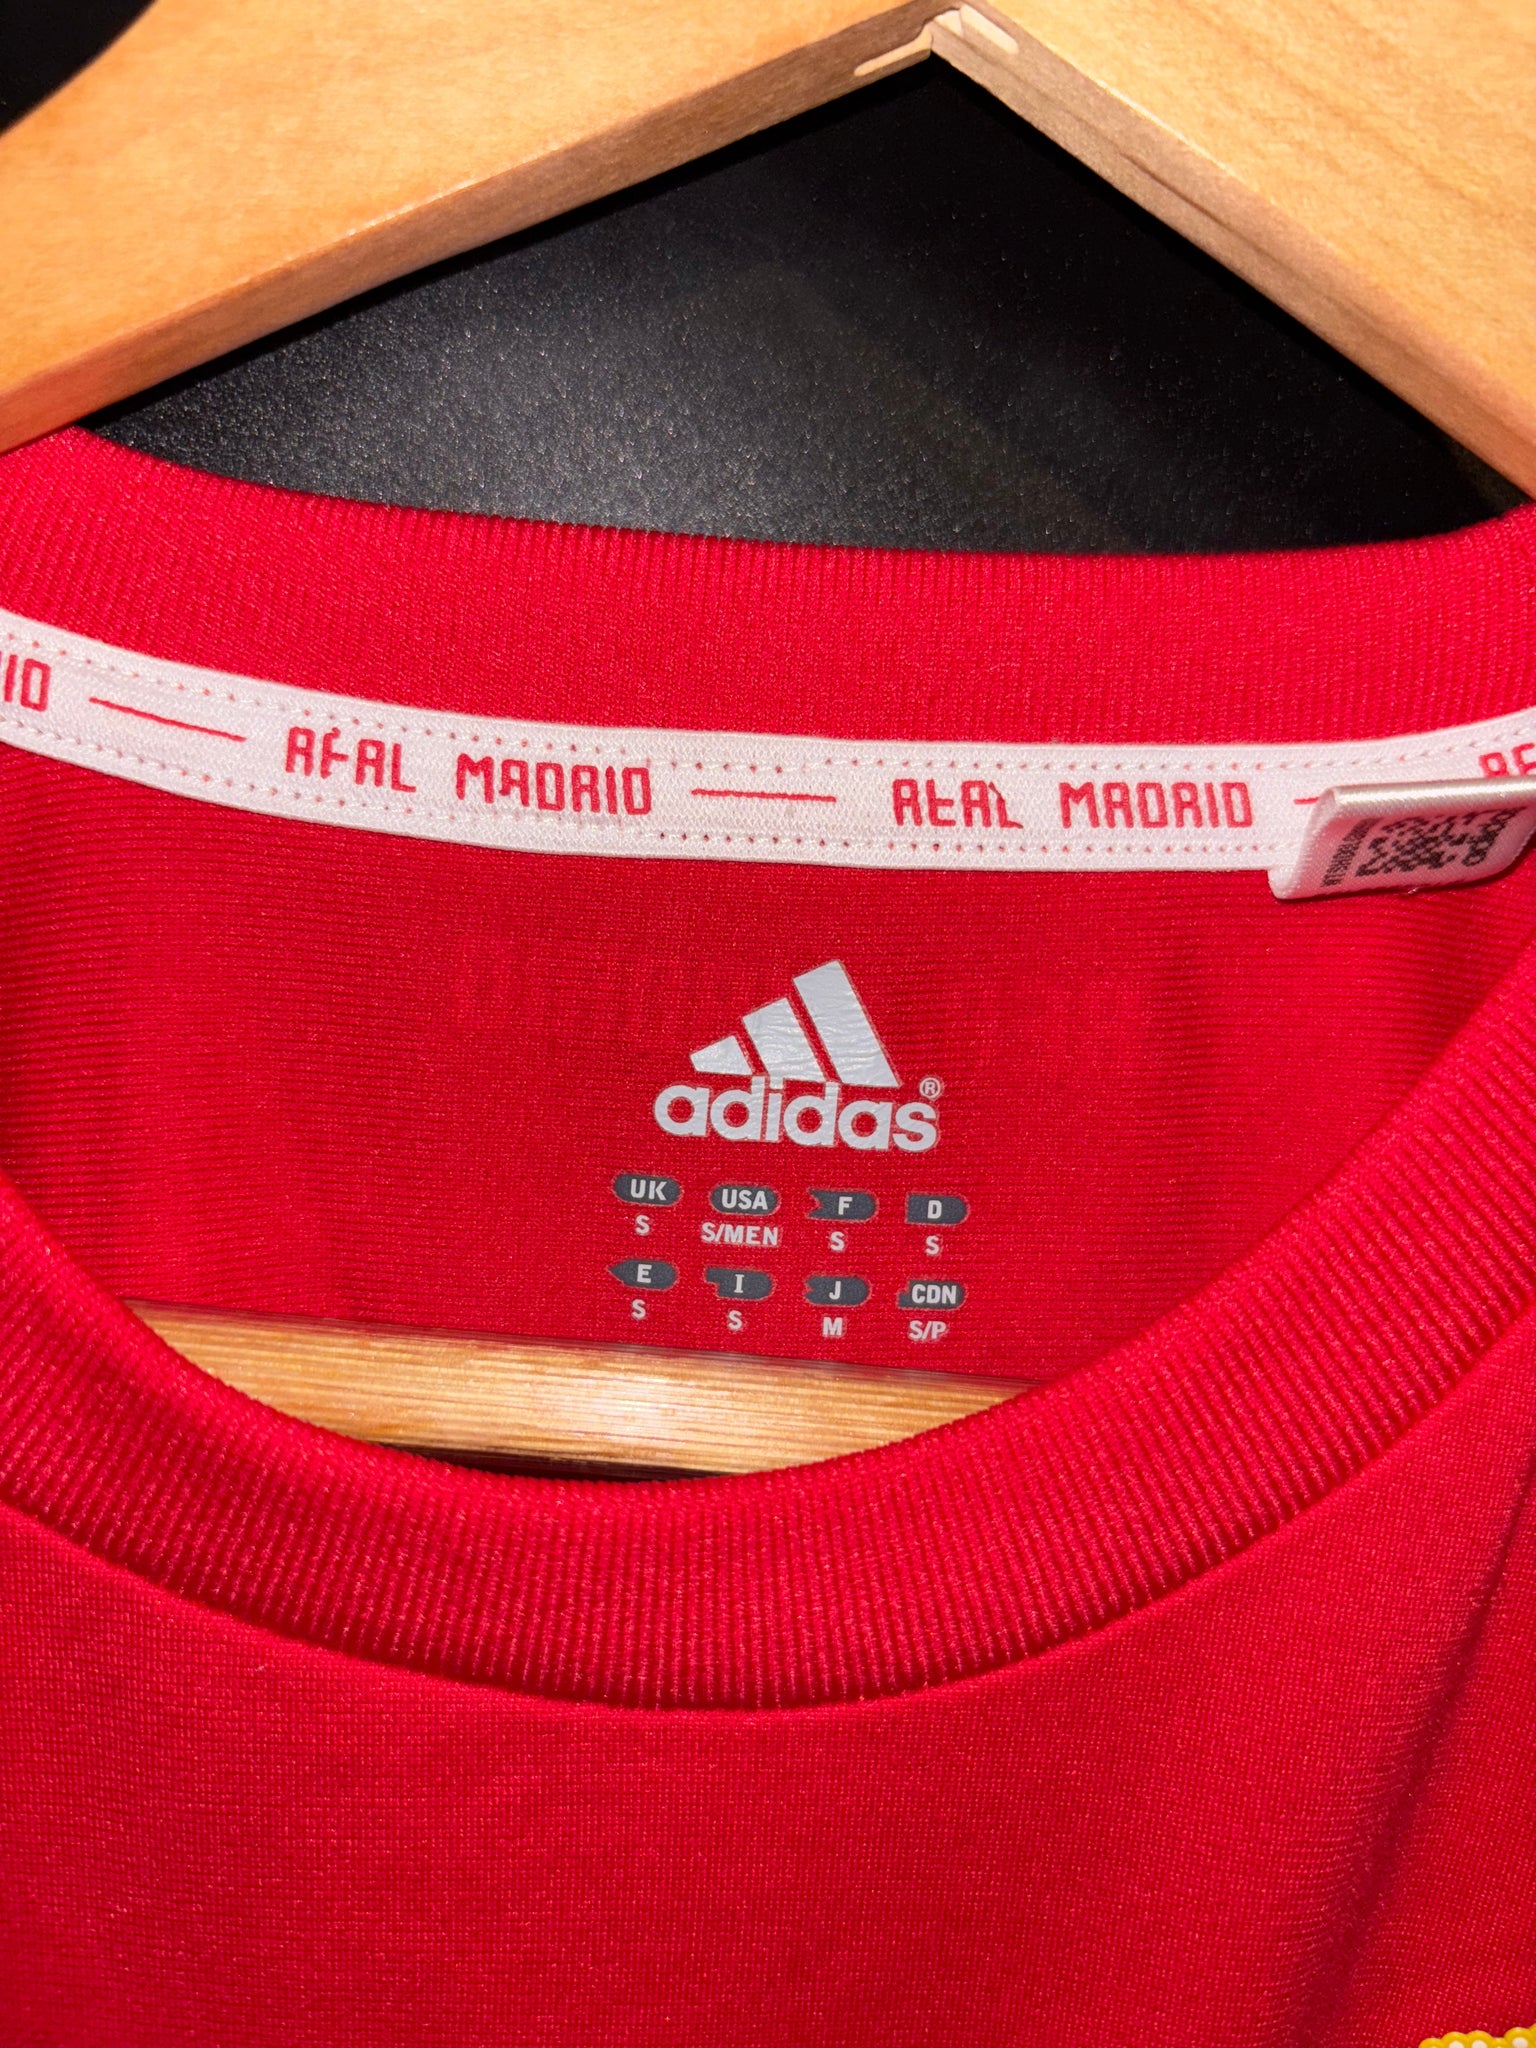 REAL MADRID — REAL MADRID —
adidas®
UK USA F D
S S/MEN S S
E I J CDN
S S M S/P